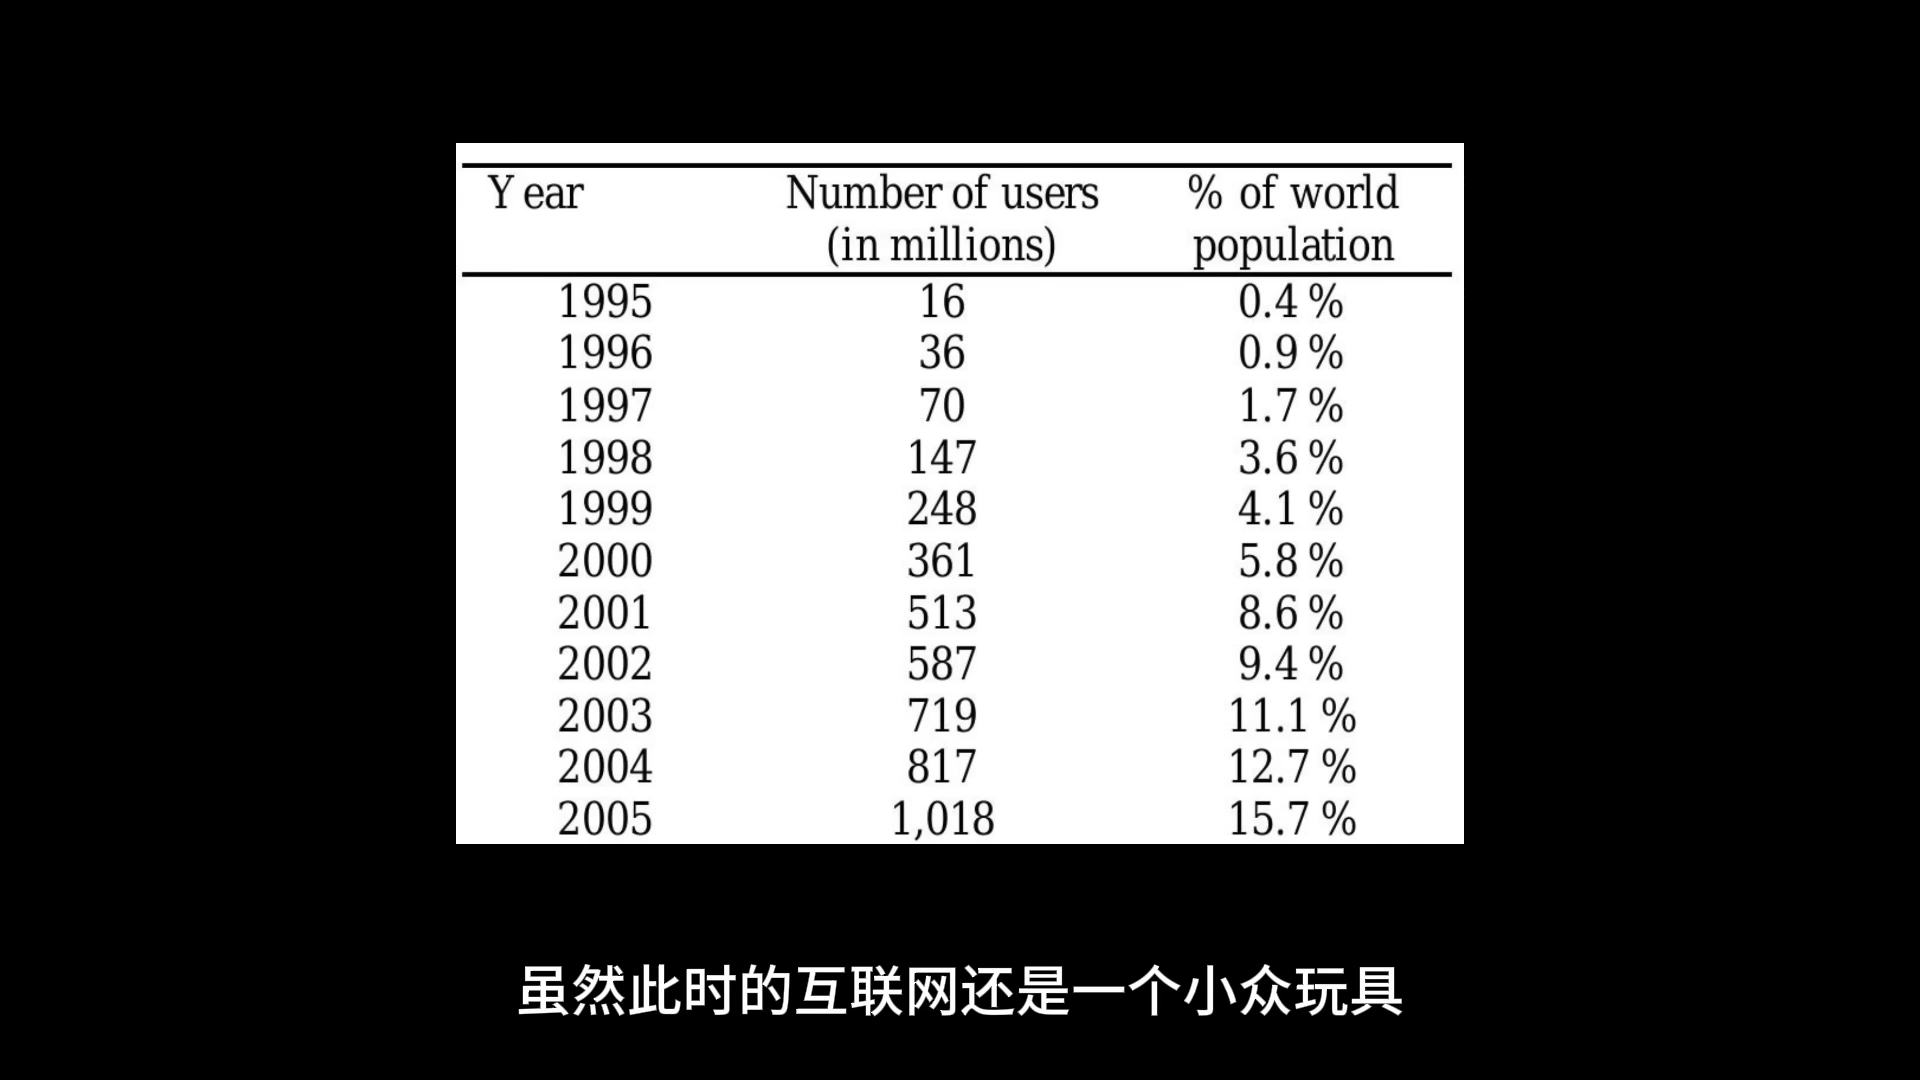 Year Number of users % of world
(in millions) population
1995 16 0.4 %
1996 36 0.9 %
1997 70 1.7 %
1998 147 3.6 %
1999 248 4.1 %
2000 361 5.8 %
2001 513 8.6 %
2002 587 9.4 %
2003 719 11.1 %
2004 817 12.7 %
2005 1,018 15.7 %
虽然此时的互联网还是一个小众玩具